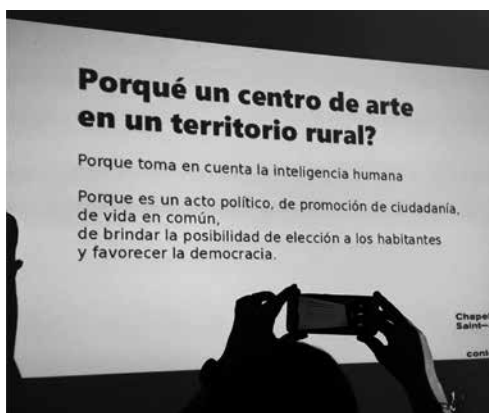 Porqué un centro de arte
en un territorio rural?
Porque toma en cuenta la inteligencia humana
Porque es un acto político, de promoción de ciudadanía,
de vida en común,
de brindar la posibilidad de elección a los habitantes
y favorecer la democracia.
Saint-